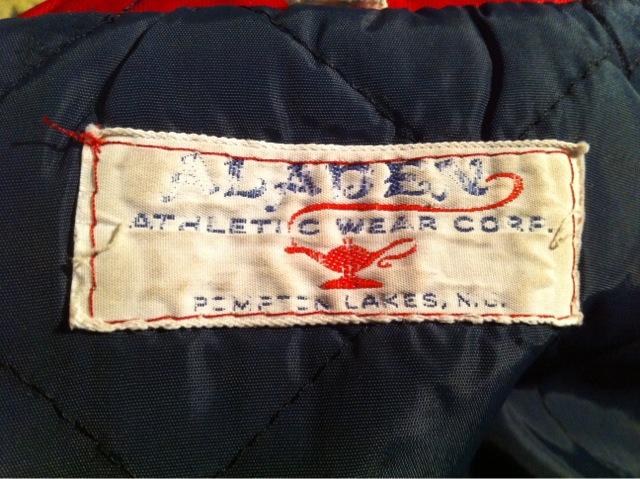 ALADEN
ATHLETIC WEAR CORP.
POMPTON LAKES, N.J.